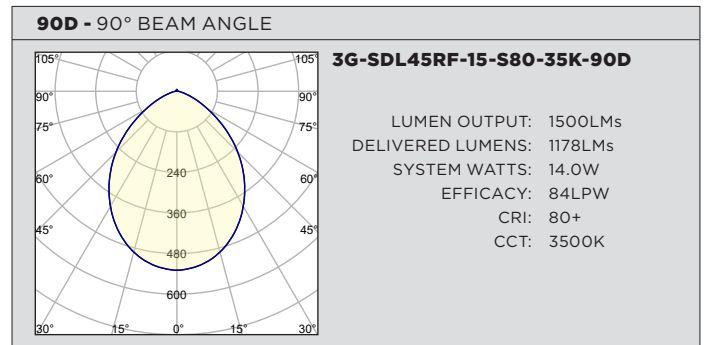 90D - 90° BEAM ANGLE
3G-SDL45RF-15-S80-35K-90D
105° 105°
90° 90°
75° 75°
60° 60°
45° 45°
30° 15° 0° 15° 30°
240
360
480
600
LUMEN OUTPUT: 1500LMs
DELIVERED LUMENS: 1178LMs
SYSTEM WATTS: 14.0W
EFFICACY: 84LPW
CRI: 80+
CCT: 3500K